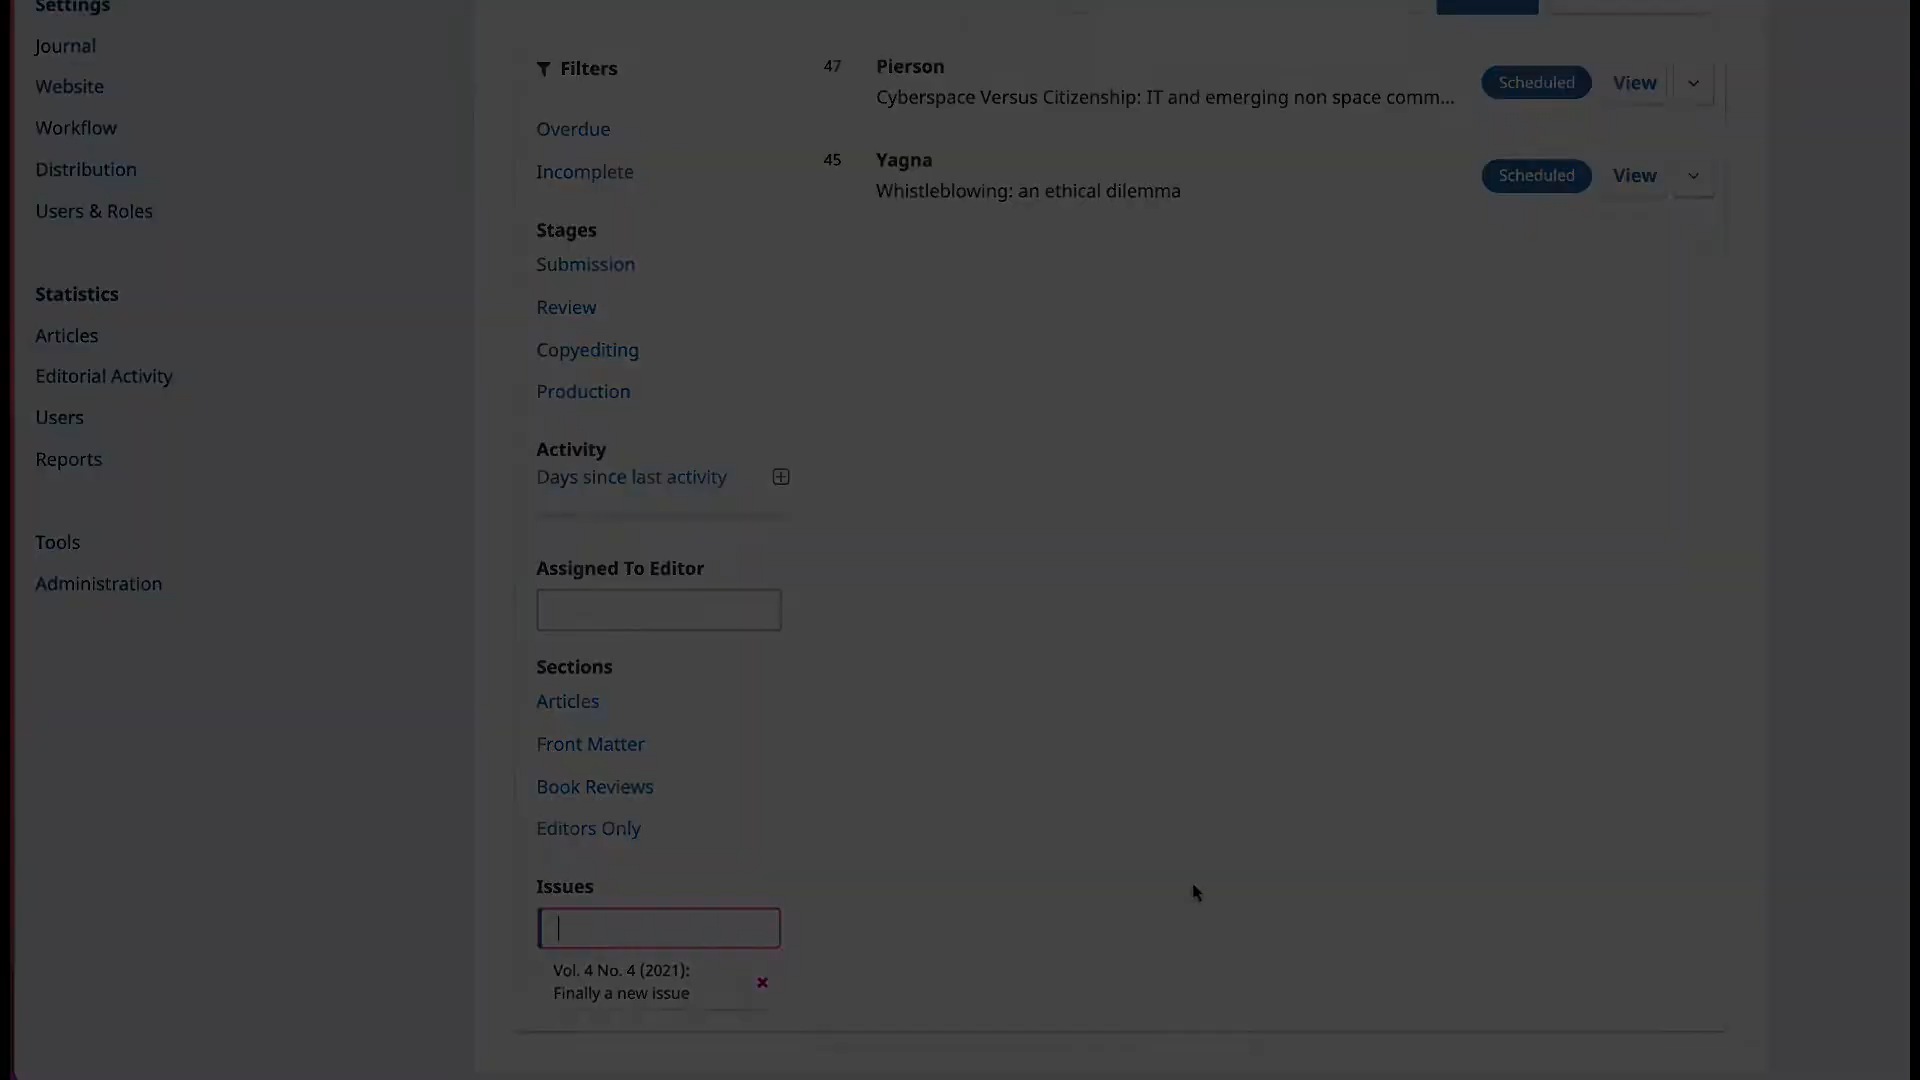 Settings
Journal
Website
Workflow
Distribution
Users & Roles
Statistics
Articles
Editorial Activity
Users
Reports
Tools
Administration
Filters
Overdue
Incomplete
Stages
Submission
Review
Copyediting
Production
Activity
Days since last activity
Assigned To Editor
Sections
Articles
Front Matter
Book Reviews
Editors Only
Issues
Vol. 4 No. 4 (2021):
Finally a new issue
47 Pierson
Cyberspace Versus Citizenship: IT and emerging non space comm...
Scheduled View
45 Yagna
Whistleblowing: an ethical dilemma
Scheduled View